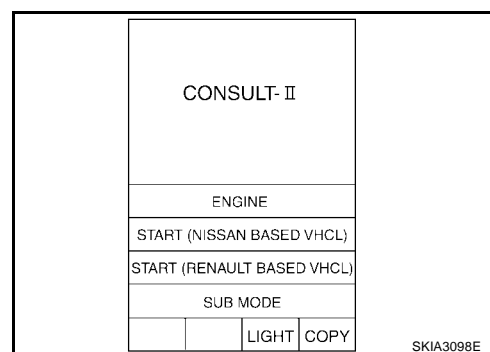 CONSULT-Ⅱ
ENGINE
START (NISSAN BASED VHCL)
START (RENAULT BASED VHCL)
SUB MODE
LIGHT COPY
SKIA3098E